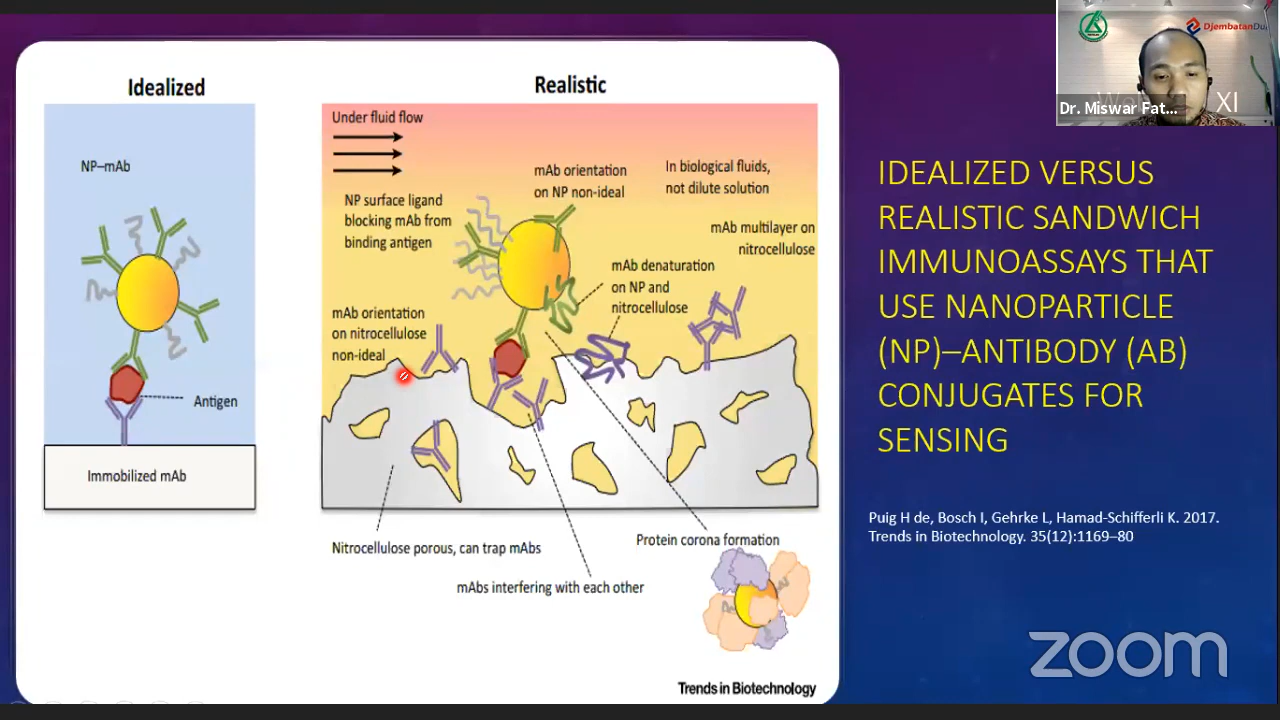 Idealized
NP–mAb
Antigen
Immobilized mAb
Realistic
Under fluid flow
NP surface ligand
blocking mAb from
binding antigen
mAb orientation
on NP non-ideal
In biological fluids,
not dilute solution
mAb multilayer on
nitrocellulose
mAb denaturation
on NP and
nitrocellulose
mAb orientation
on nitrocellulose
non-ideal
Nitrocellulose porous, can trap mAbs
mAbs interfering with each other
Protein corona formation
Trends in Biotechnology
Dr. Miswar Fat...
XI
IDEALIZED VERSUS
REALISTIC SANDWICH
IMMUNOASSAYS THAT
USE NANOPARTICLE
(NP)–ANTIBODY (AB)
CONJUGATES FOR
SENSING
Puig H de, Bosch I, Gehrke L, Hamad-Schifferli K. 2017.
Trends in Biotechnology. 35(12):1169–80
zoom